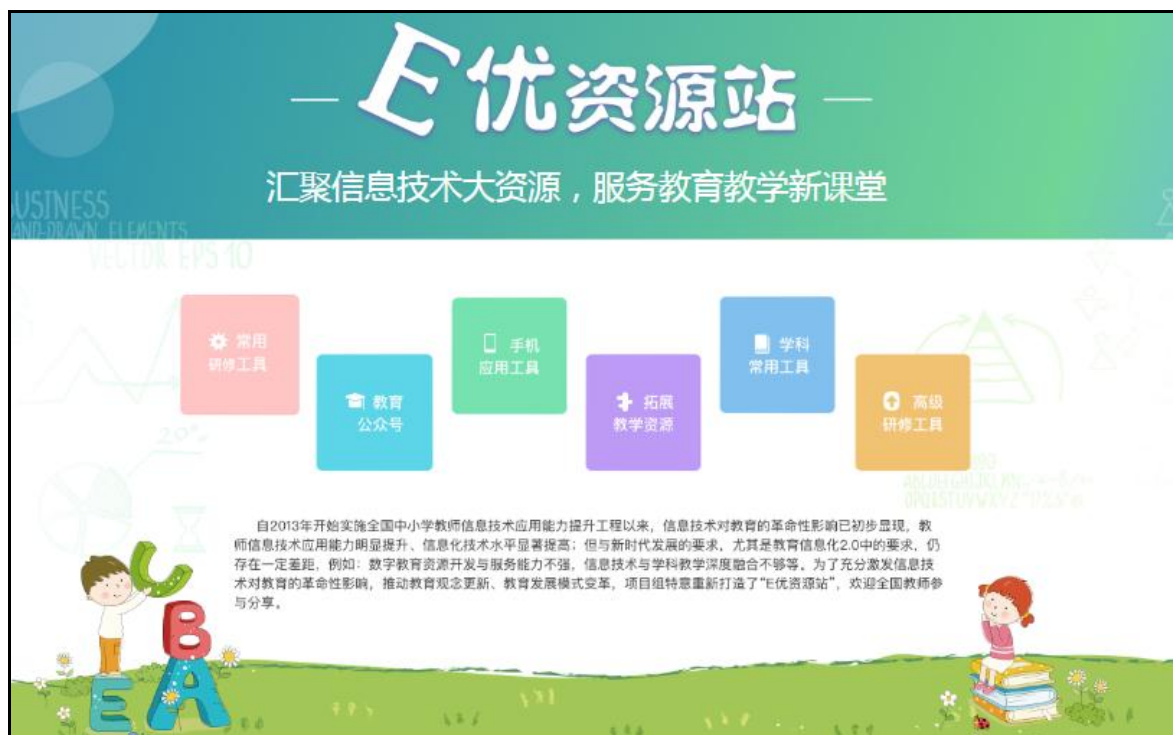 E优资源站
汇聚信息技术大资源，服务教育教学新课堂
BUSINESS
HAND-DRAWN ELEMENTS
VECTOR EPS 10
常用
研修工具
教育
公众号
手机
应用工具
拓展
教学资源
学科
常用工具
高级
研修工具
20%
自2013年开始实施全国中小学教师信息技术应用能力提升工程以来，信息技术对教育的革命性影响已初步显现，教
师信息技术应用能力明显提升、信息化技术水平显著提高；但与新时代发展的要求，尤其是教育信息化2.0中的要求，仍
存在一定差距，例如：数字教育资源开发与服务能力不强，信息技术与学科教学深度融合不够等。为了充分激发信息技
术对教育的革命性影响，推动教育观念更新、教育发展模式变革，项目组特意重新打造了“E优资源站”，欢迎全国教师参
与分享。
C
B
E A